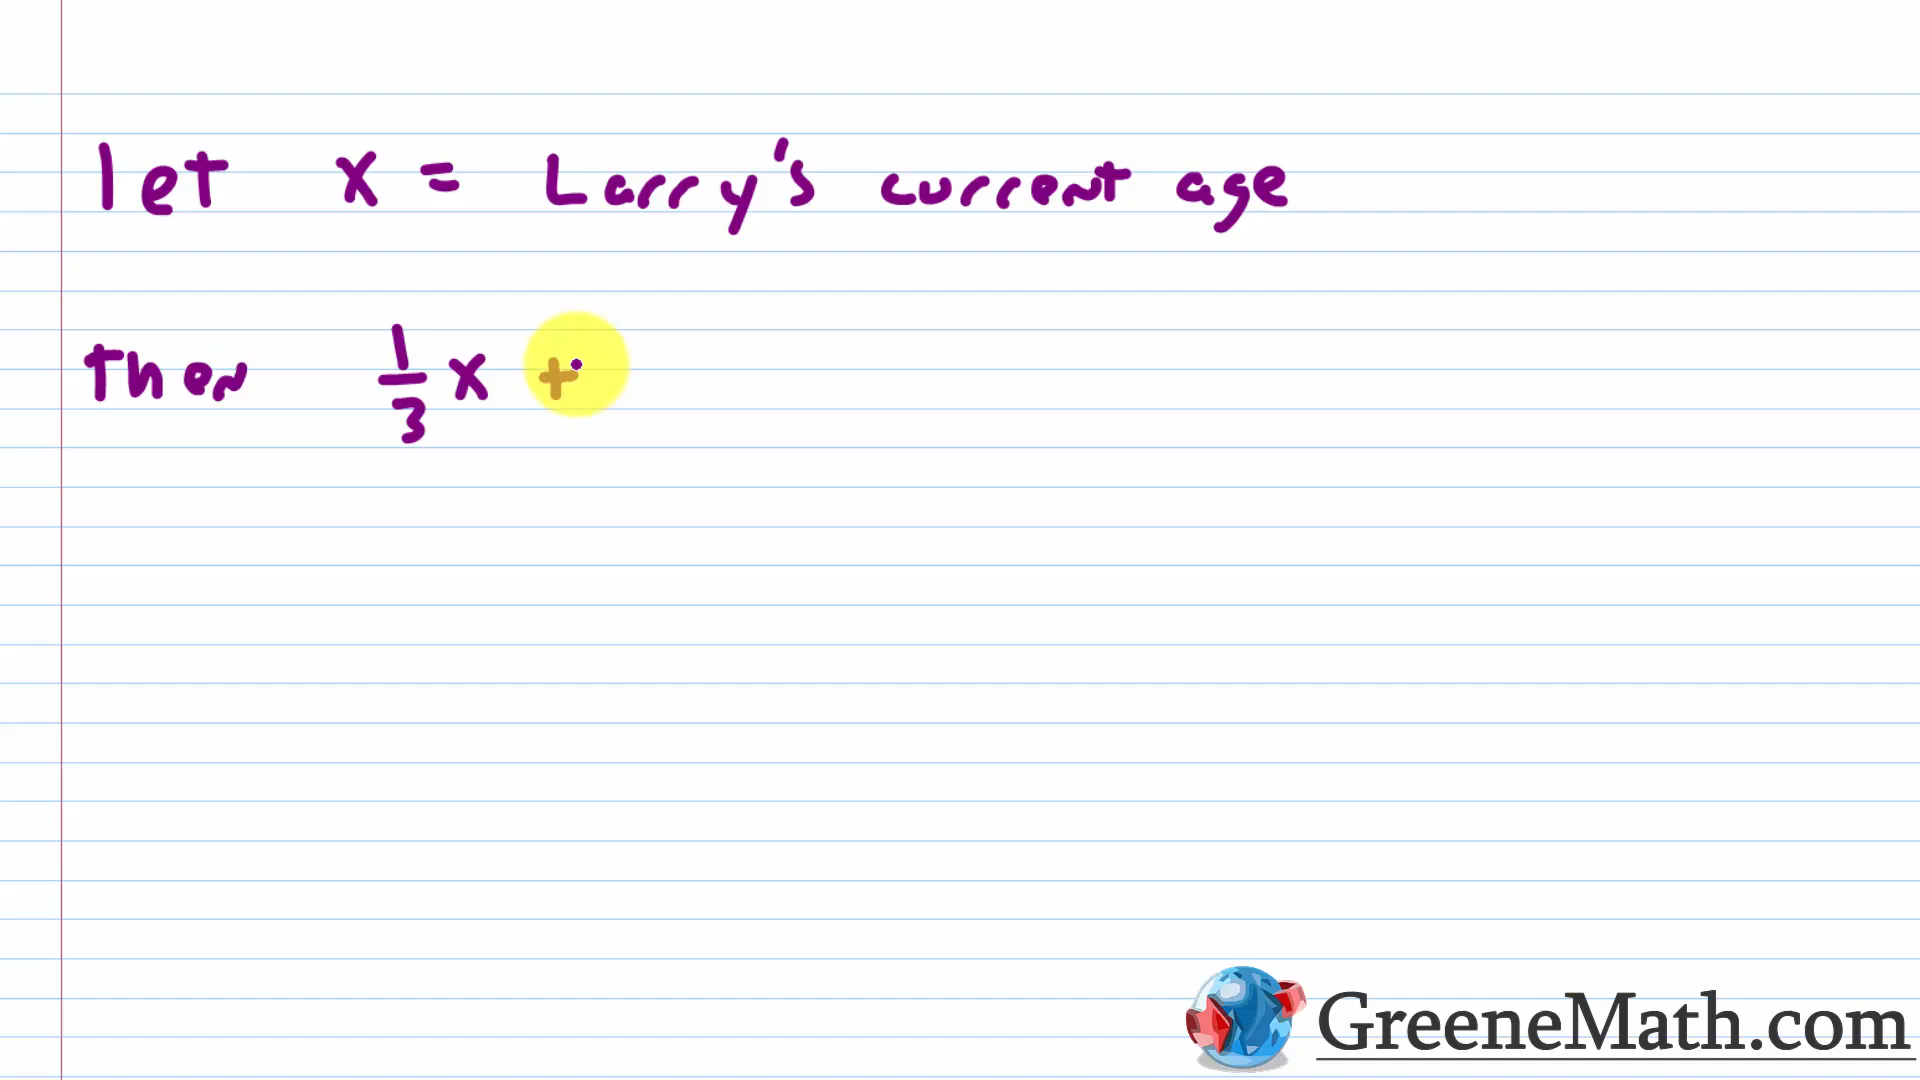 let x = Larry's current age
then 1/3 x +
GreeneMath.com